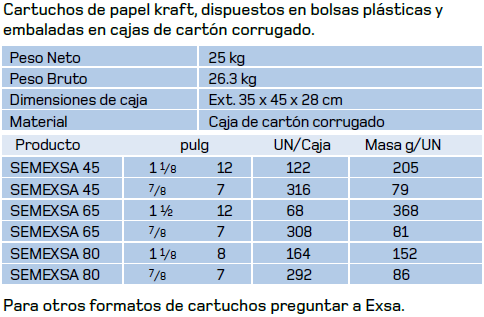 Cartuchos de papel kraft, dispuestos en bolsas plásticas y
embaladas en cajas de cartón corrugado.
Peso Neto 25 kg
Peso Bruto 26.3 kg
Dimensiones de caja Ext. 35 x 45 x 28 cm
Material Caja de cartón corrugado
Producto pulg UN/Caja Masa g/UN
SEMEXSA 45 1 1/8 12 122 205
SEMEXSA 45 7/8 7 316 79
SEMEXSA 65 1 ½ 12 68 368
SEMEXSA 65 7/8 7 308 81
SEMEXSA 80 1 1/8 8 164 152
SEMEXSA 80 7/8 7 292 86
Para otros formatos de cartuchos preguntar a Exsa.